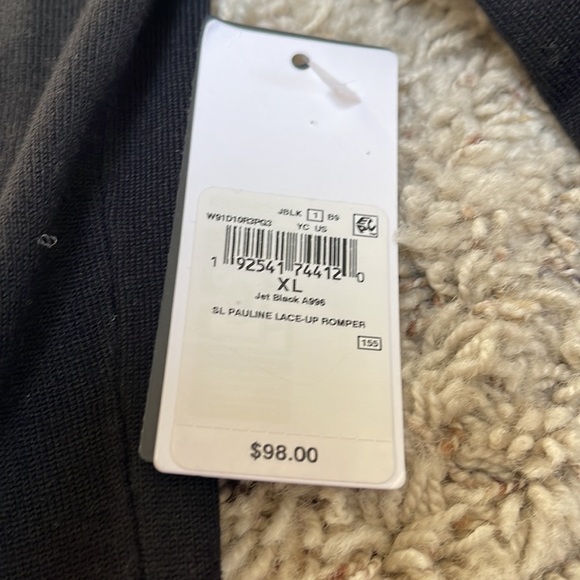 JBLK 1 B9
W91D10R3PG3 YC US
1 92541 74412 0
XL
Jet Black A996
SL PAULINE LACE-UP ROMPER
155
$98.00